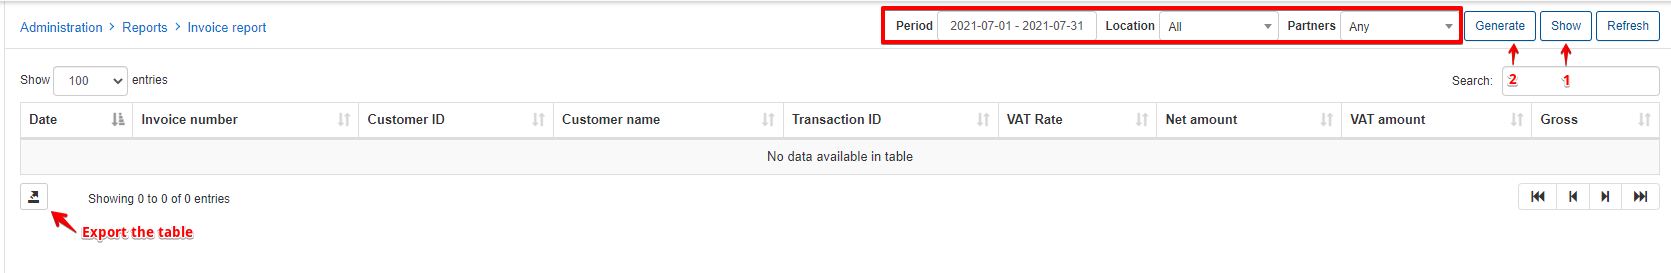 Administration > Reports > Invoice report Period 2021-07-01 - 2021-07-31 Location All Partners Any Generate Show Refresh
Show 100 entries Search: 2 1
Date Invoice number Customer ID Customer name Transaction ID VAT Rate Net amount VAT amount Gross
No data available in table
Showing 0 to 0 of 0 entries
Export the table